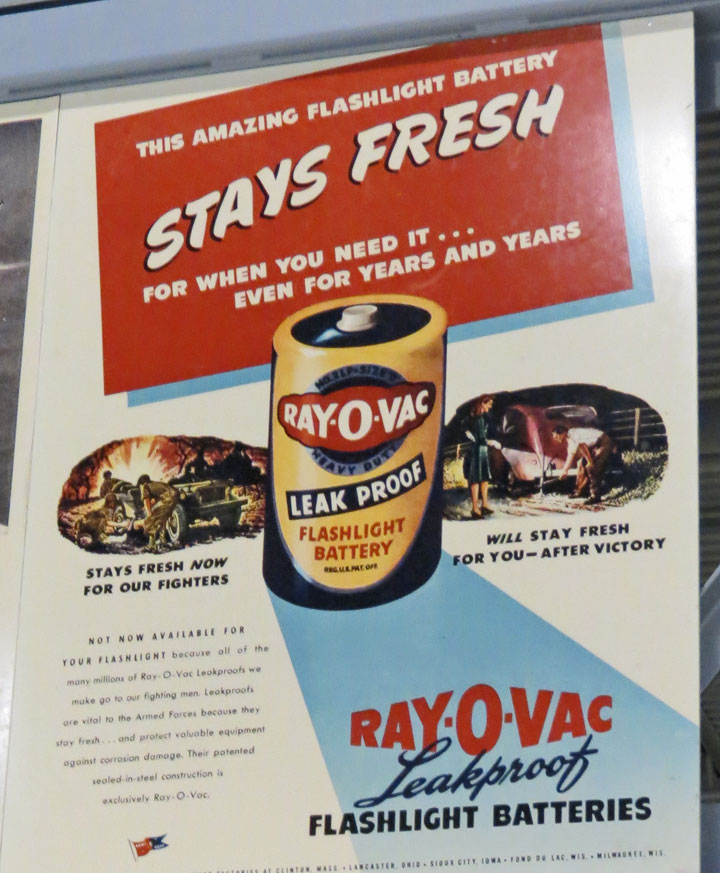 THIS AMAZING FLASHLIGHT BATTERY
STAYS FRESH
FOR WHEN YOU NEED IT...
EVEN FOR YEARS AND YEARS
RAY-O-VAC
HEAVY DUTY
LEAK PROOF
FLASHLIGHT
BATTERY
REG.U.S.PAT.OFF.
STAYS FRESH NOW
FOR OUR FIGHTERS
WILL STAY FRESH
FOR YOU—AFTER VICTORY
NOT NOW AVAILABLE FOR
YOUR FLASHLIGHT because all of the
many millions of Ray-O-Vac Leakproofs we
make go to our fighting men. Leakproofs
are vital to the Armed Forces because they
stay fresh...and protect valuable equipment
against corrosion damage. Their patented
sealed-in-steel construction is
exclusively Ray-O-Vac.
RAY-O-VAC
Leakproof
FLASHLIGHT BATTERIES
FACTORIES AT CLINTON, MASS. • LANCASTER, OHIO • SIOUX CITY, IOWA • FOND DU LAC, WIS. • MILWAUKEE, WIS.